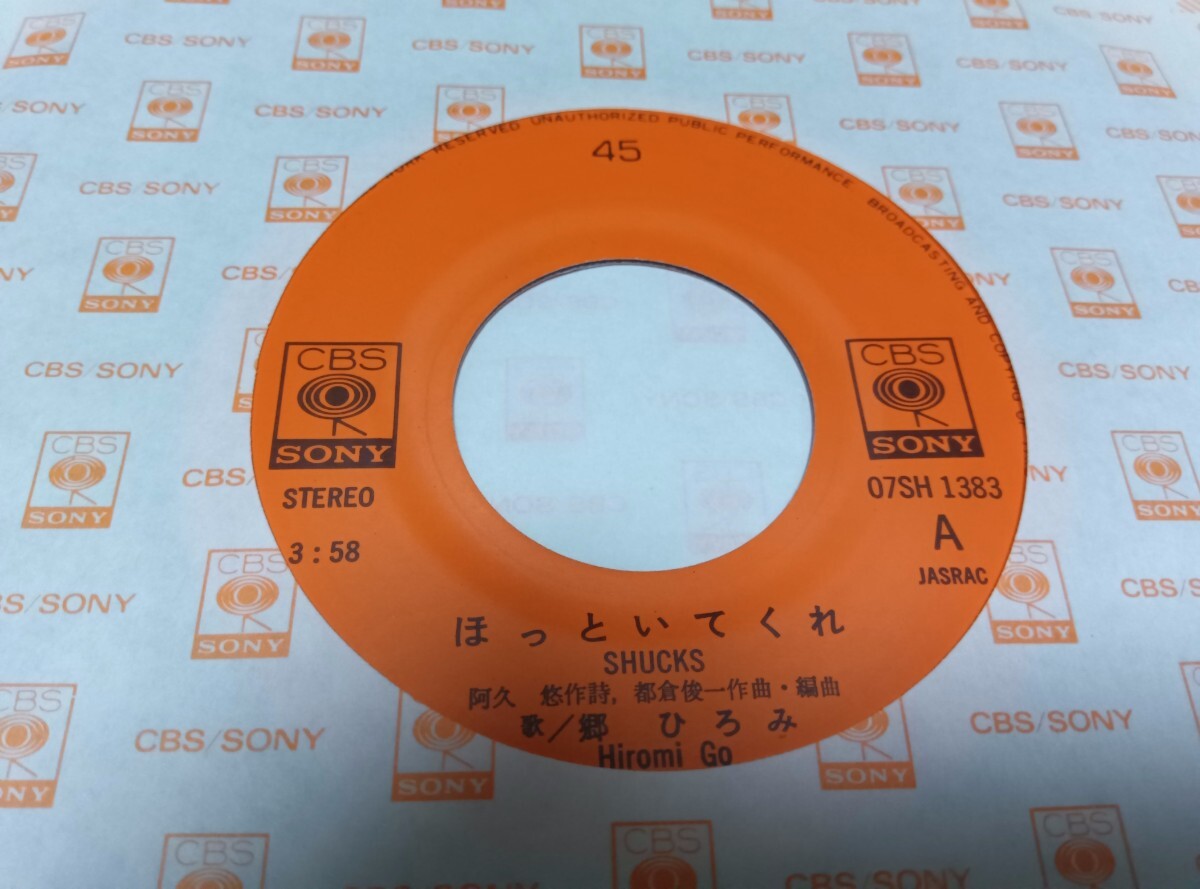 RESERVED UNAUTHORIZED PUBLIC PERFORMANCE BROADCASTING AND COPYING OF
45
CBS
SONY
CBS
SONY
STEREO
07SH 1383
3:58
A
JASRAC
ほっといてくれ
SHUCKS
阿久 悠作詩, 都倉俊一作曲・編曲
歌／郷 ひろみ
Hiromi Go
CBS/SONY